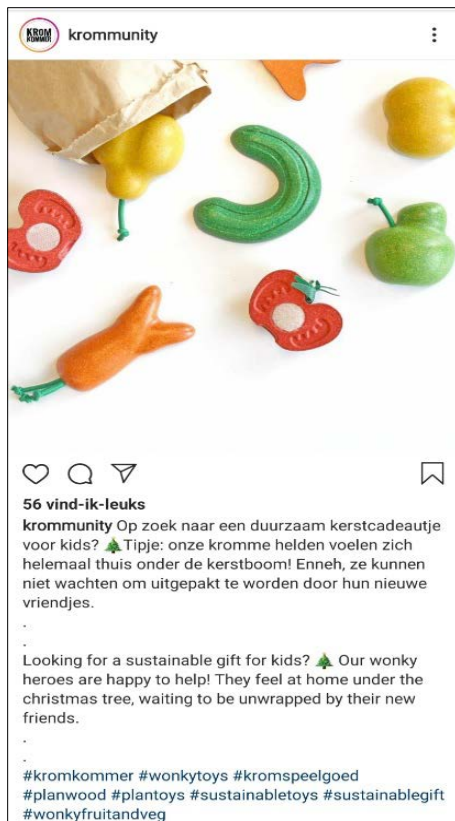 KROM
KOMMER
krommunity
56 vind-ik-leuks
krommunity Op zoek naar een duurzaam kerstcadeautje
voor kids? 🎄Tipje: onze kromme helden voelen zich
helemaal thuis onder de kerstboom! Enneh, ze kunnen
niet wachten om uitgepakt te worden door hun nieuwe
vriendjes.
.
.
Looking for a sustainable gift for kids? 🎄 Our wonky
heroes are happy to help! They feel at home under the
christmas tree, waiting to be unwrapped by their new
friends.
.
.
#kromkommer #wonkytoys #kromspeelgoed
#planwood #plantoys #sustainabletoys #sustainablegift
#wonkyfruitandveg